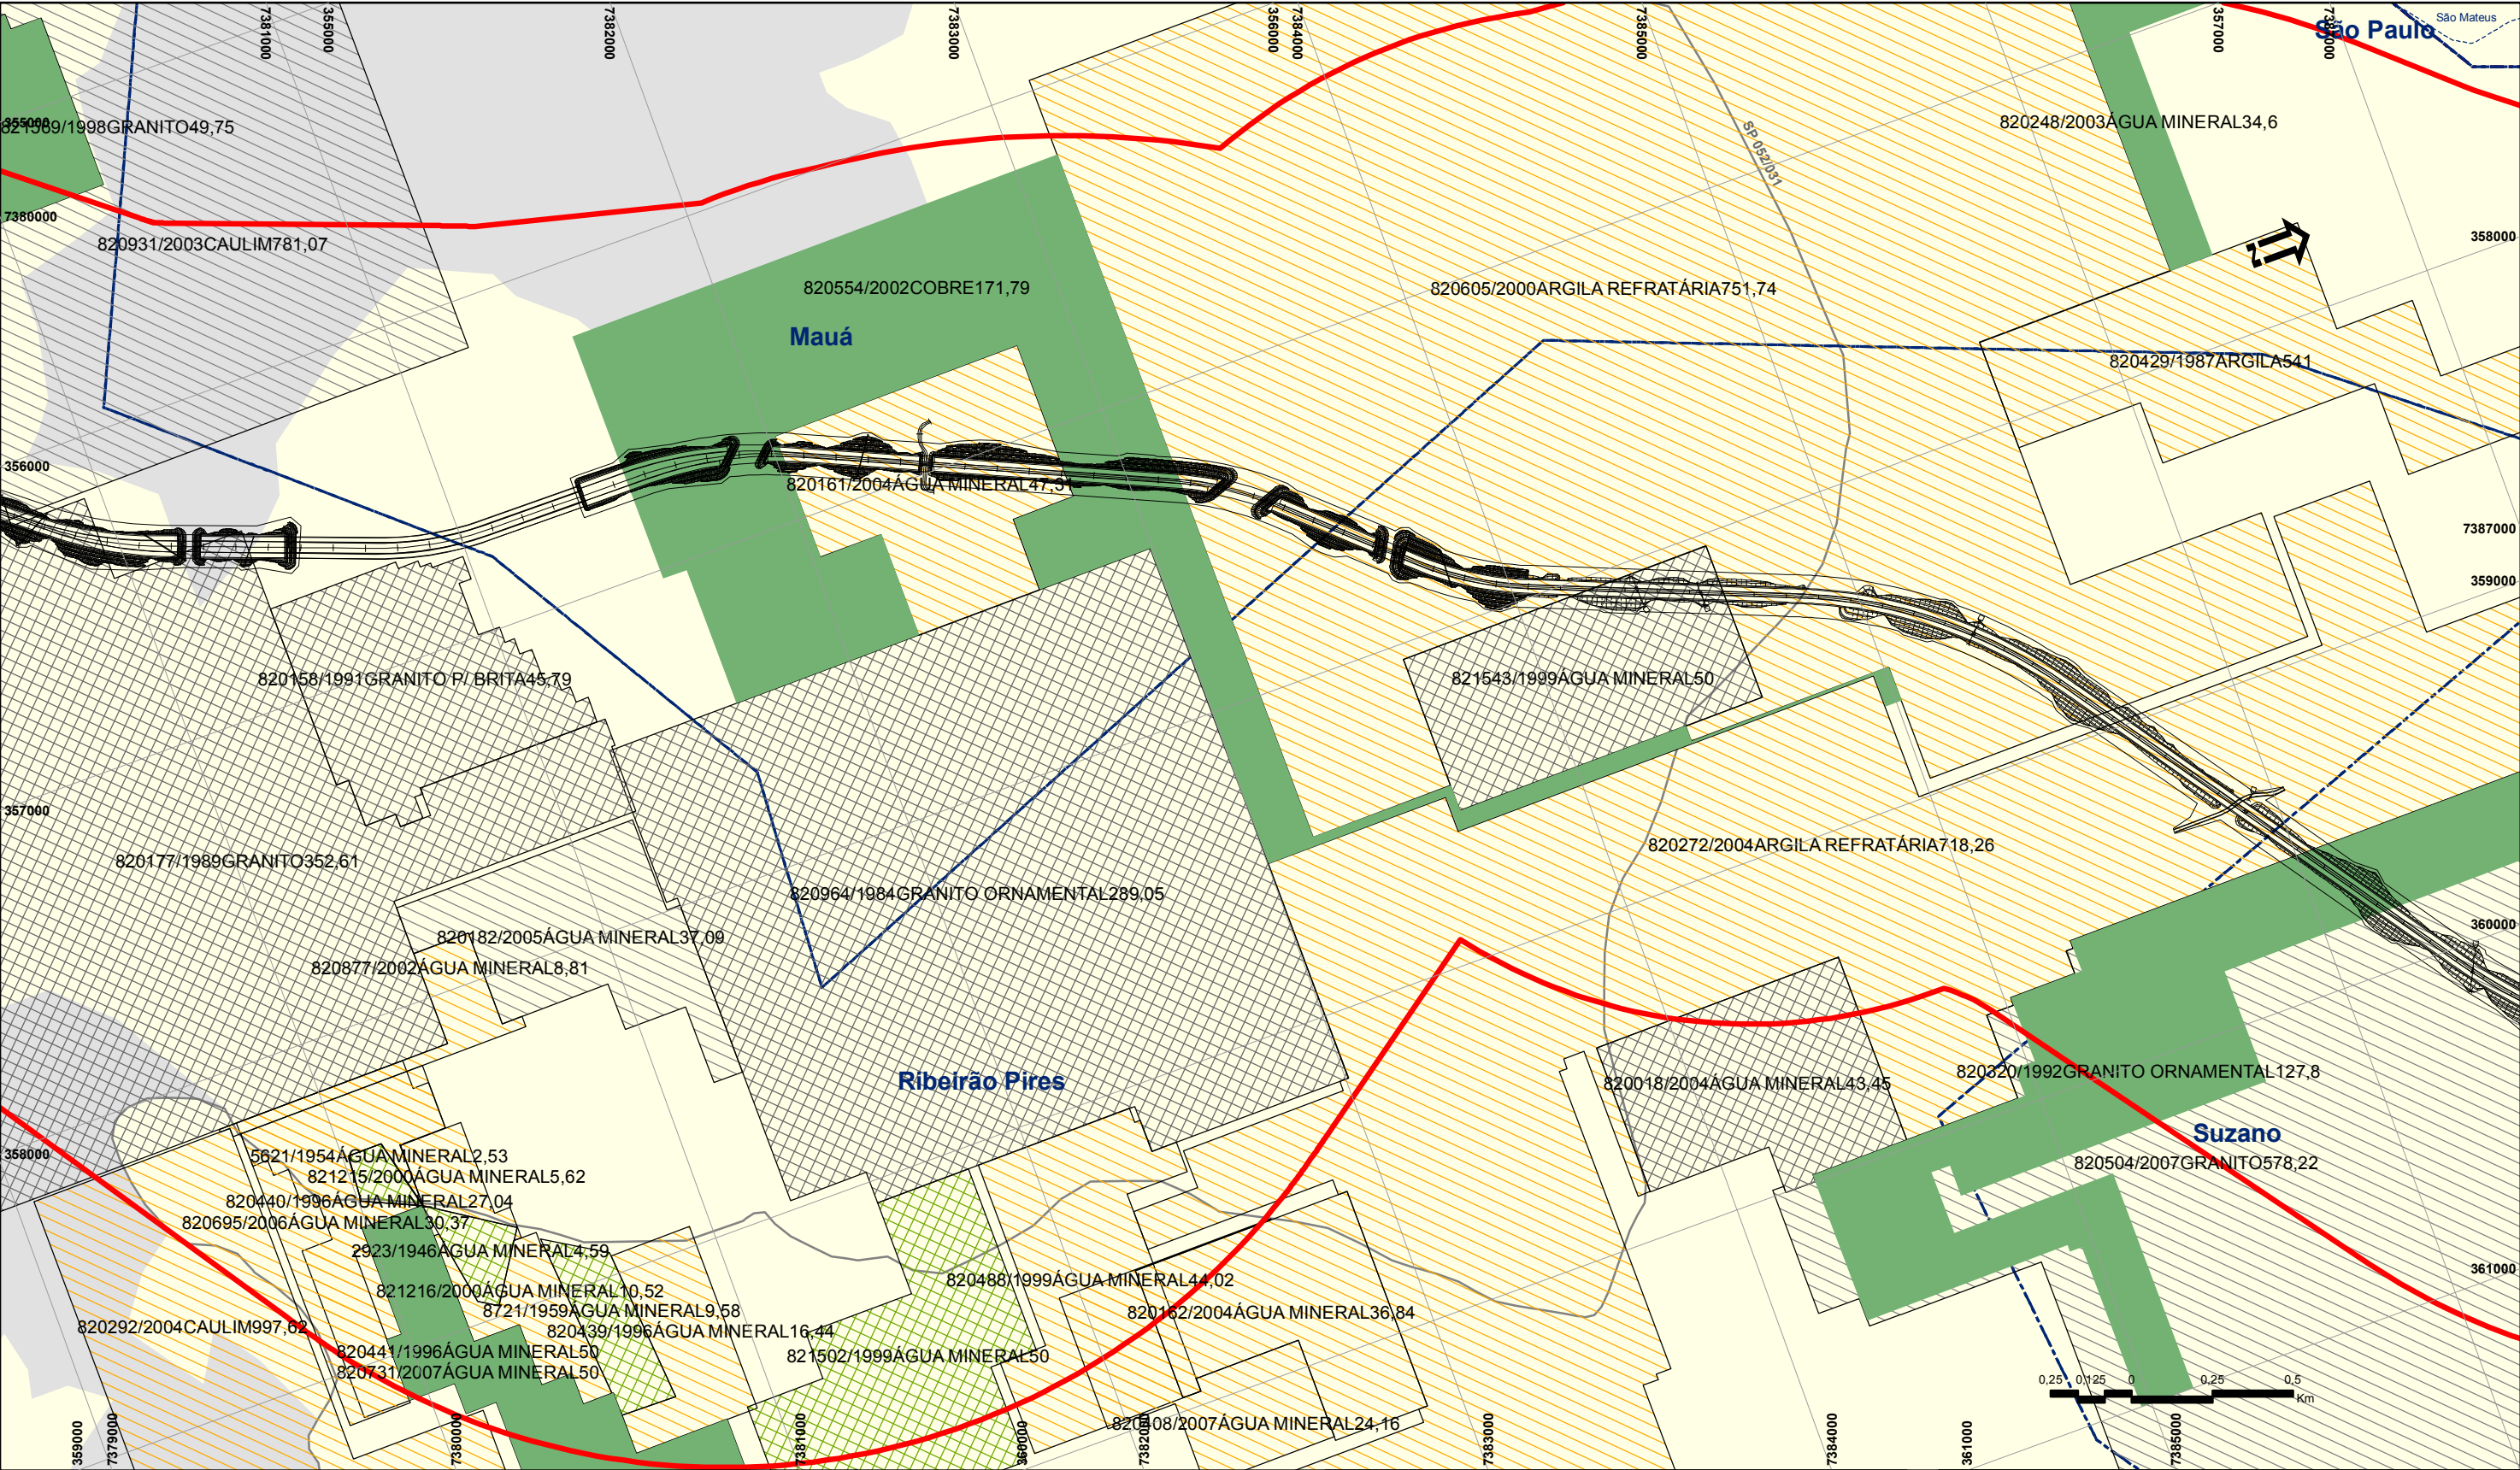 7381000
355000
7382000
7383000
356000
7384000
7385000
357000
São Paulo
São Mateus
355000
821569/1998GRANITO49,75
SP 052/031
820248/2003ÁGUA MINERAL34,6
7380000
820931/2003CAULIM781,07
358000
820554/2002COBRE171,79
820605/2000ARGILA REFRATÁRIA751,74
Mauá
820429/1987ARGILA541
356000
820161/2004ÁGUA MINERAL47,31
7387000
359000
820158/1991GRANITO P/ BRITA45,79
821543/1999ÁGUA MINERAL50
357000
820272/2004ARGILA REFRATÁRIA718,26
820177/1989GRANITO352,61
820964/1984GRANITO ORNAMENTAL289,05
360000
820182/2005ÁGUA MINERAL37,09
820877/2002ÁGUA MINERAL8,81
Ribeirão Pires
820018/2004ÁGUA MINERAL43,45
820320/1992GRANITO ORNAMENTAL127,8
Suzano
358000
5621/1954ÁGUA MINERAL2,53
820504/2007GRANITO578,22
821215/2000ÁGUA MINERAL5,62
820440/1996ÁGUA MINERAL27,04
820695/2006ÁGUA MINERAL30,37
2923/1946ÁGUA MINERAL4,59
361000
820488/1999ÁGUA MINERAL44,02
821216/2000ÁGUA MINERAL10,52
8721/1959ÁGUA MINERAL9,58
820162/2004ÁGUA MINERAL36,84
820292/2004CAULIM997,62
820439/1996ÁGUA MINERAL16,44
820441/1996ÁGUA MINERAL50
821502/1999ÁGUA MINERAL50
820731/2007ÁGUA MINERAL50
0,25 0,125 0 0,25 0,5
Km
820408/2007ÁGUA MINERAL24,16
359000
7379000
7380000
7381000
360000
7382000
7383000
7384000
361000
7385000